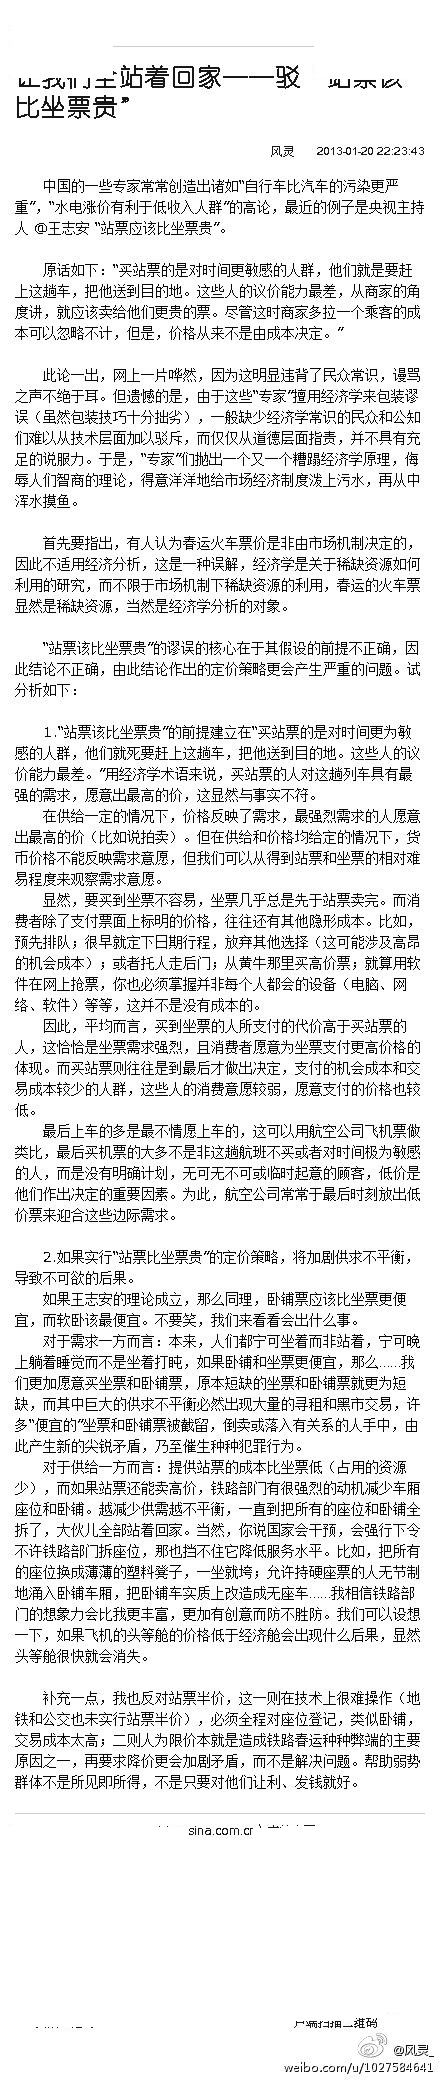 让我们全站着回家——驳“站票该
比坐票贵”
风灵 2013-01-20 22:23:43
中国的一些专家常常创造出诸如“自行车比汽车的污染更严
重”，“水电涨价有利于低收入人群”的高论，最近的例子是央视主持
人 @王志安 “站票应该比坐票贵”。
原话如下：“买站票的是对时间更敏感的人群，他们就是要赶
上这趟车，把他送到目的地。这些人的议价能力最差，从商家的角
度讲，就应该卖给他们更贵的票。尽管这时商家多拉一个乘客的成
本可以忽略不计，但是，价格从来不是由成本决定。”
此论一出，网上一片哗然，因为这明显违背了民众常识，谩骂
之声不绝于耳。但遗憾的是，由于这些“专家”擅用经济学来包装谬
误（虽然包装技巧十分拙劣），一般缺少经济学常识的民众和公知
们难以从技术层面加以驳斥，而仅仅从道德层面指责，并不具有充
足的说服力。于是，“专家”们抛出一个又一个糟蹋经济学原理，侮
辱人们智商的理论，得意洋洋地给市场经济制度泼上污水，再从中
浑水摸鱼。
首先要指出，有人认为春运火车票价是非由市场机制决定的，
因此不适用经济分析，这是一种误解，经济学是关于稀缺资源如何
利用的研究，而不限于市场机制下稀缺资源的利用，春运的火车票
显然是稀缺资源，当然是经济学分析的对象。
“站票该比坐票贵”的谬误的核心在于其假设的前提不正确，因
此结论不正确，由此结论作出的定价策略更会产生严重的问题。试
分析如下：
1.“站票该比坐票贵”的前提建立在“买站票的是对时间更为敏
感的人群，他们就死要赶上这趟车，把他送到目的地。这些人的议
价能力最差。”用经济学术语来说，买站票的人对这趟列车具有最
强的需求，愿意出最高的价，这显然与事实不符。
在供给一定的情况下，价格反映了需求，最强烈需求的人愿意
出最高的价（比如说拍卖）。但在供给和价格均给定的情况下，货
币价格不能反映需求意愿，但我们可以从得到站票和坐票的相对难
易程度来观察需求意愿。
显然，要买到坐票不容易，坐票几乎总是先于站票卖完。而消
费者除了支付票面上标明的价格，往往还有其他隐形成本。比如，
预先排队；很早就定下日期行程，放弃其他选择（这可能涉及高昂
的机会成本）；或者托人走后门；从黄牛那里买高价票；就算用软
件在网上抢票，你也必须掌握并非每个人都会的设备（电脑、网
络、软件）等等，这并不是没有成本的。
因此，平均而言，买到坐票的人所支付的代价高于买站票的
人，这恰恰是坐票需求强烈，且消费者愿意为坐票支付更高价格的
体现。而买站票则往往是到最后才做出决定，支付的机会成本和交
易成本较少的人群，这些人的消费意愿较弱，愿意支付的价格也较
低。
最后上车的多是最不情愿上车的，这可以用航空公司飞机票做
类比，最后买机票的大多不是非这趟航班不买或者对时间极为敏感
的人，而是没有明确计划，无可无不可或临时起意的顾客，低价是
他们作出决定的重要因素。为此，航空公司常常于最后时刻放出低
价票来迎合这些边际需求。
2.如果实行“站票比坐票贵”的定价策略，将加剧供求不平衡，
导致不可欲的后果。
如果王志安的理论成立，那么同理，卧铺票应该比坐票更便
宜，而软卧该最便宜。不要笑，我们来看看会出什么事。
对于需求一方而言：本来，人们都宁可坐着而非站着，宁可晚
上躺着睡觉而不是坐着打盹，如果卧铺和坐票更便宜，那么……我
们更加愿意买坐票和卧铺票，原本短缺的坐票和卧铺票就更为短
缺，而其中巨大的供求不平衡必然出现大量的寻租和黑市交易，许
多“便宜的”坐票和卧铺票被截留，倒卖或落入有关系的人手中，由
此产生新的尖锐矛盾，乃至催生种种犯罪行为。
对于供给一方而言：提供站票的成本比坐票低（占用的资源
少），而如果站票还能卖高价，铁路部门有很强烈的动机减少车厢
座位和卧铺。越减少供需越不平衡，一直到把所有的座位和卧铺全
拆了，大伙儿全部站着回家。当然，你说国家会干预，会强行下令
不许铁路部门拆座位，那也挡不住它降低服务水平。比如，把所有
的座位换成薄薄的塑料凳子，一坐就垮；允许持硬座票的人无节制
地涌入卧铺车厢，把卧铺车实质上改造成无座车……我相信铁路部
门的想象力会比我更丰富，更加有创意而防不胜防。我们可以设想
一下，如果飞机的头等舱的价格低于经济舱会出现什么后果，显然
头等舱很快就会消失。
补充一点，我也反对站票半价，这一则在技术上很难操作（地
铁和公交也未实行站票半价），必须全程对座位登记，类似卧铺，
交易成本太高；二则人为限价本就是造成铁路春运种种弊端的主要
原因之一，再要求降价更会加剧矛盾，而不是解决问题。帮助弱势
群体不是所见即所得，不是只要对他们让利、发钱就好。
sina.com.cn
户端扫描二维码
@风灵_
weibo.com/u/1027584641